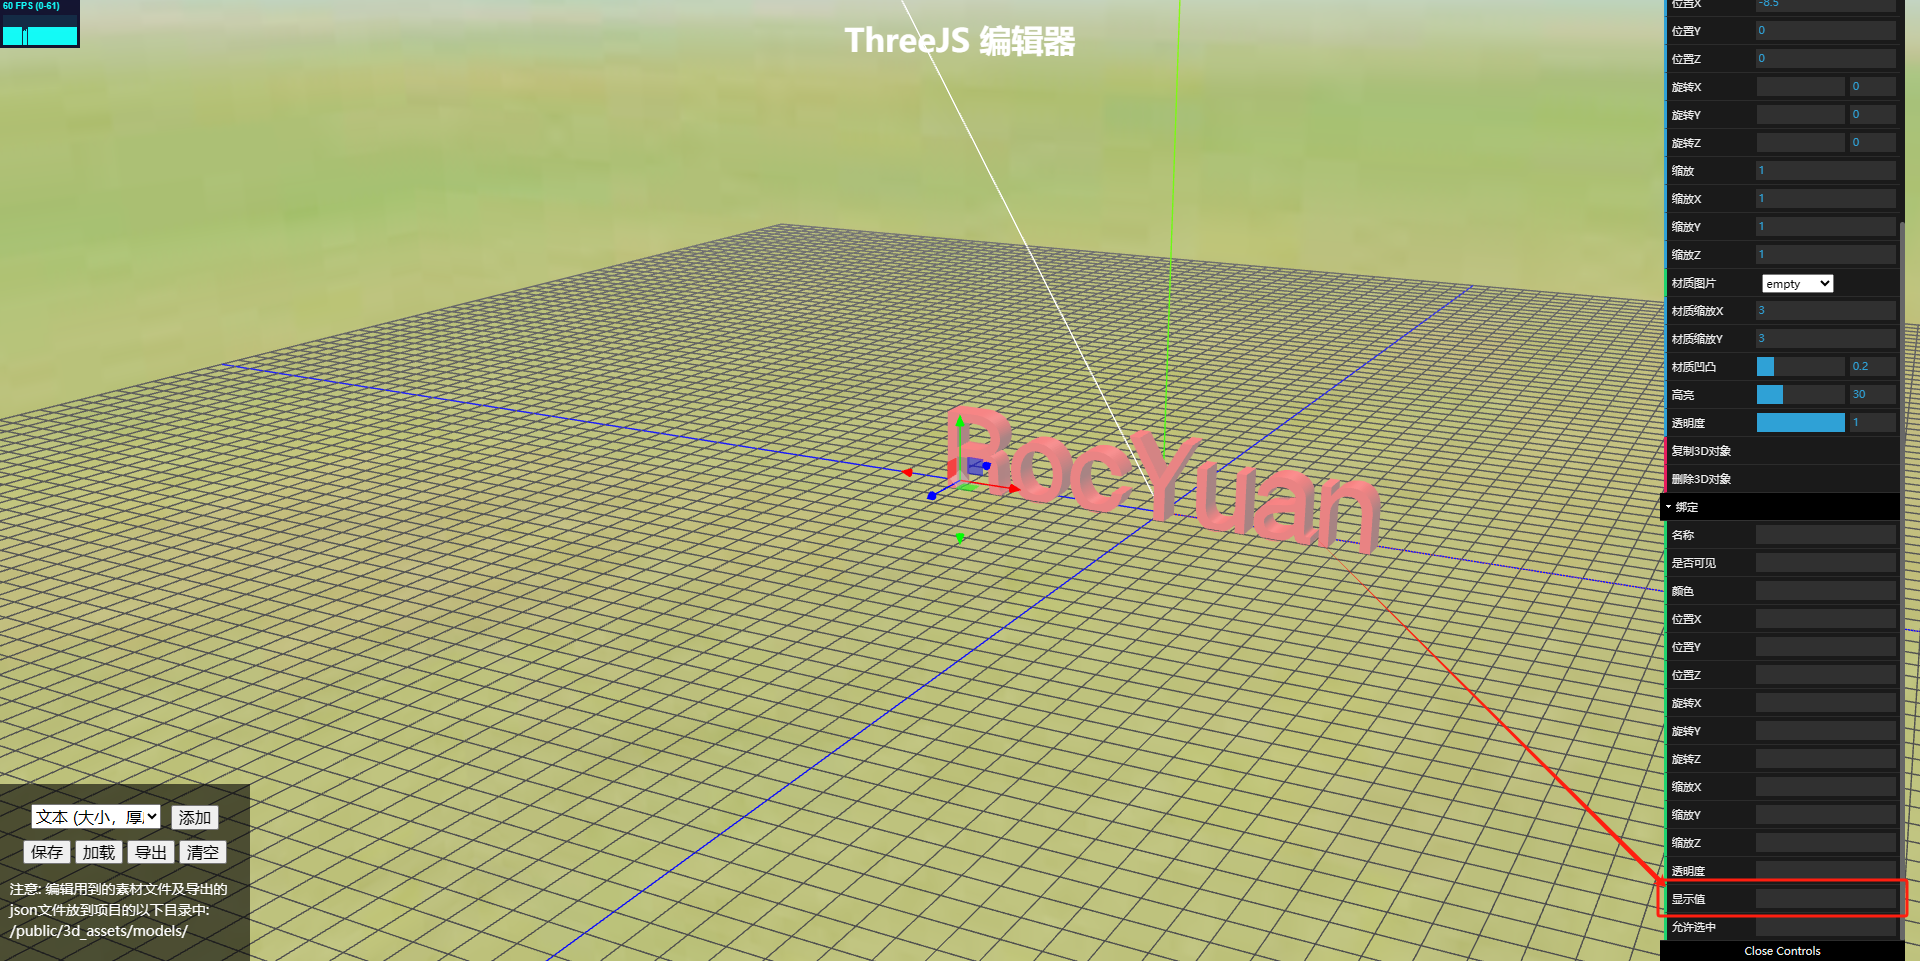 60 FPS (0-61)
ThreeJS 编辑器
RocYuan
位置X -8.5
位置Y 0
位置Z 0
旋转X 0
旋转Y 0
旋转Z 0
缩放 1
缩放X 1
缩放Y 1
缩放Z 1
材质图片 empty
材质缩放X 3
材质缩放Y 3
材质凹凸 0.2
高亮 30
透明度 1
复制3D对象
删除3D对象
绑定
名称
是否可见
颜色
位置X
位置Y
位置Z
旋转X
旋转Y
旋转Z
缩放X
缩放Y
缩放Z
透明度
显示值
允许选中
Close Controls
文本 (大小，厚 添加
保存 加载 导出 清空
注意: 编辑用到的素材文件及导出的
json文件放到项目的以下目录中:
/public/3d_assets/models/